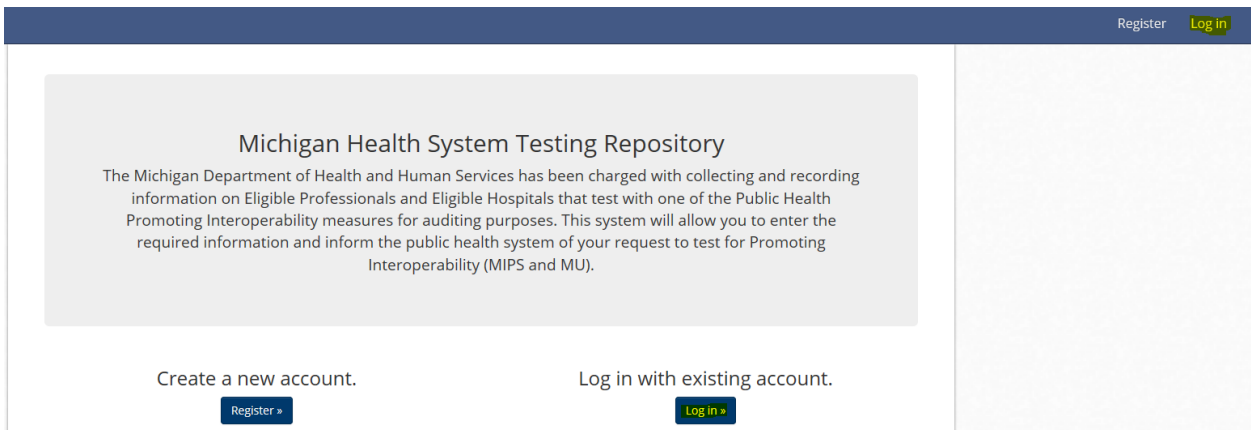 Register Log in
Michigan Health System Testing Repository
The Michigan Department of Health and Human Services has been charged with collecting and recording
information on Eligible Professionals and Eligible Hospitals that test with one of the Public Health
Promoting Interoperability measures for auditing purposes. This system will allow you to enter the
required information and inform the public health system of your request to test for Promoting
Interoperability (MIPS and MU).
Create a new account.
Register »
Log in with existing account.
Log in »